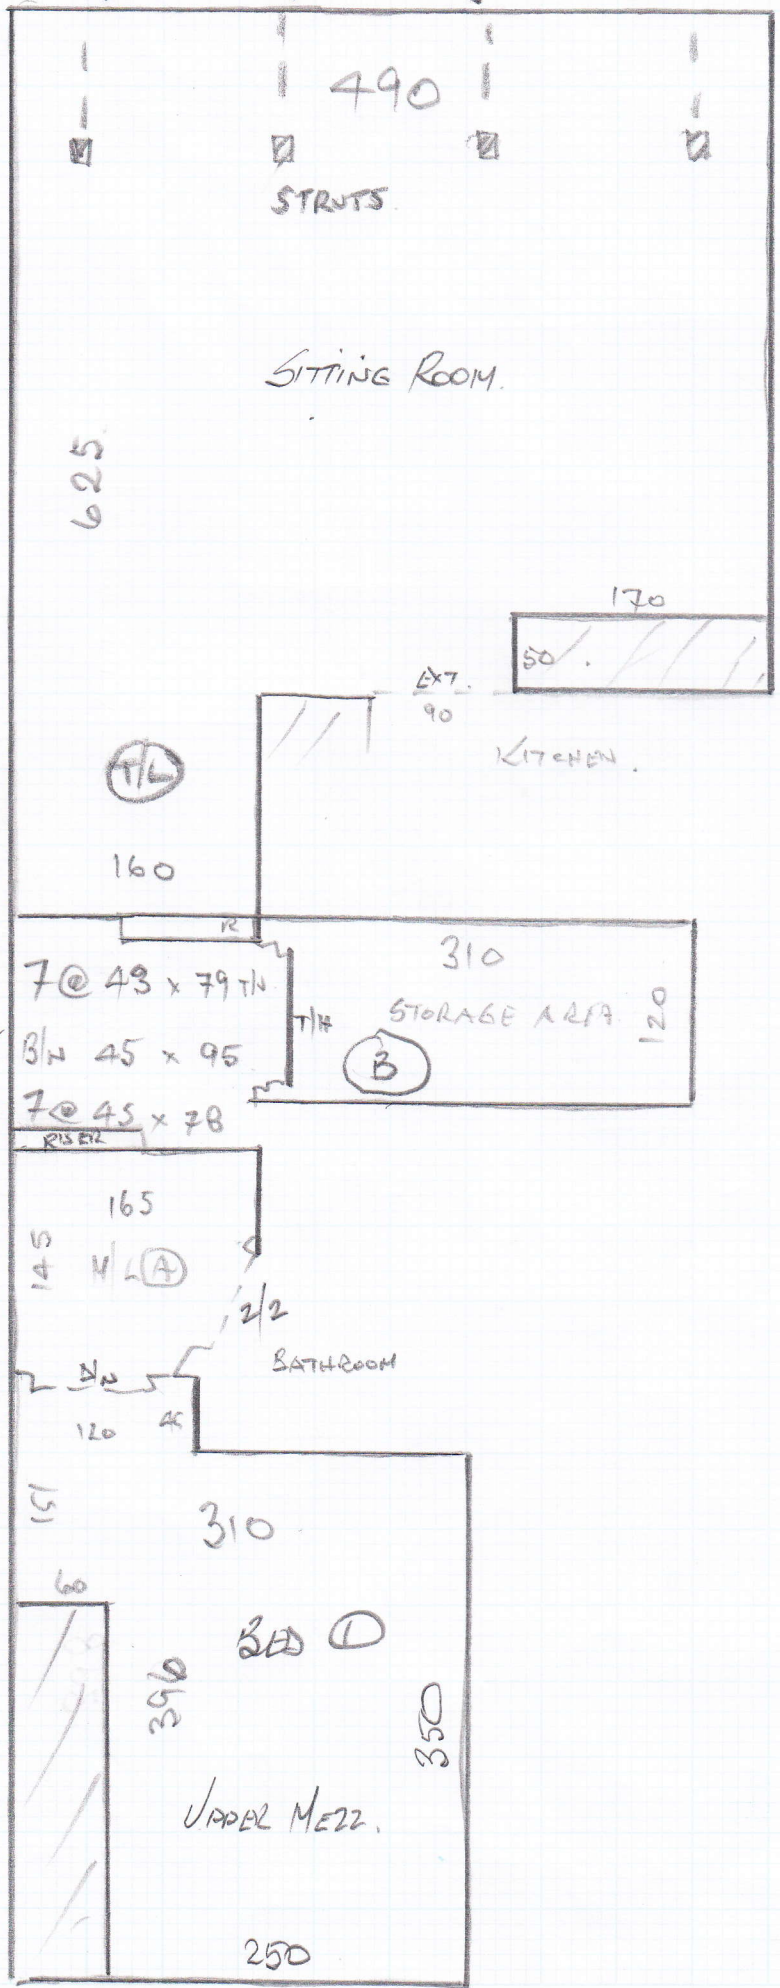 490
STRUTS
SITTING ROOM.
625
170
50
EXT.
90
KITCHEN.
T/L
160
R
310
7@ 43 x 79 T/N
T/H
STORAGE AREA
120
B/N 45 x 95
B
7@ 45 x 78
RISER
165
145
M/L A
2/2
BATHROOM
D/N
120
151
310
60
BED 1
396
350
UPPER MEZZ.
250